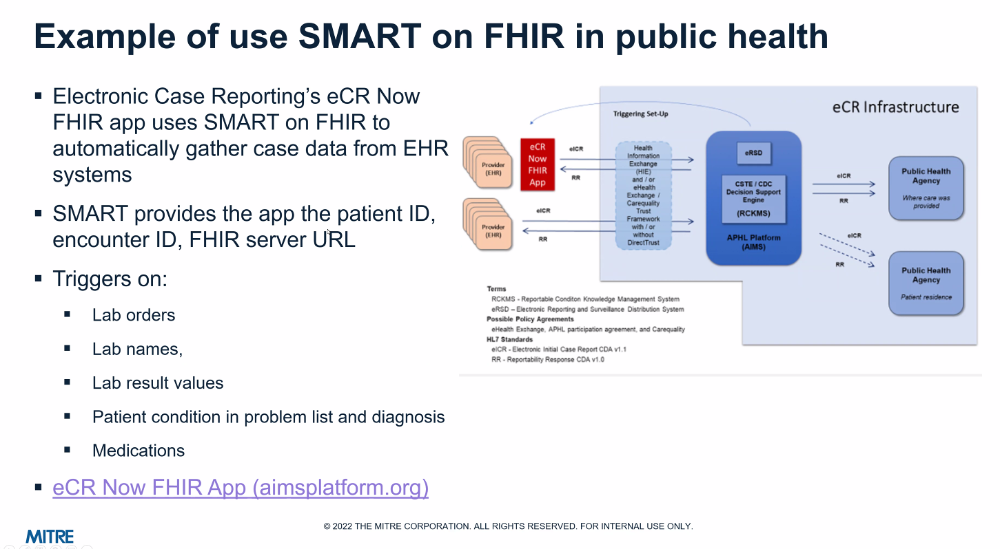 Example of use SMART on FHIR in public health
▪ Electronic Case Reporting’s eCR Now
FHIR app uses SMART on FHIR to
automatically gather case data from EHR
systems
▪ SMART provides the app the patient ID,
encounter ID, FHIR server URL
▪ Triggers on:
▪ Lab orders
▪ Lab names,
▪ Lab result values
▪ Patient condition in problem list and diagnosis
▪ Medications
▪ eCR Now FHIR App (aimsplatform.org)
eCR Infrastructure
Triggering Set-Up
Provider
(EHR)
eCR
Now
FHIR
App
eICR
RR
Provider
(EHR)
eICR
RR
Health
Information
Exchange
(HIE)
and / or
eHealth
Exchange /
Carequality
Trust
Framework
with / or
without
DirectTrust
eRSD
CSTE / CDC
Decision Support
Engine
(RCKMS)
APHL Platform
(AIMS)
eICR
RR
eICR
RR
Public Health
Agency
Where care was
provided
Public Health
Agency
Patient residence
Terms
RCKMS - Reportable Conditon Knowledge Management System
eRSD – Electronic Reporting and Surveillance Distribution System
Possible Policy Agreements
eHealth Exchange, APHL participation agreement, and Carequality
HL7 Standards
eICR - Electronic Initial Case Report CDA v1.1
RR - Reportability Response CDA v1.0
© 2022 THE MITRE CORPORATION. ALL RIGHTS RESERVED. FOR INTERNAL USE ONLY.
MITRE